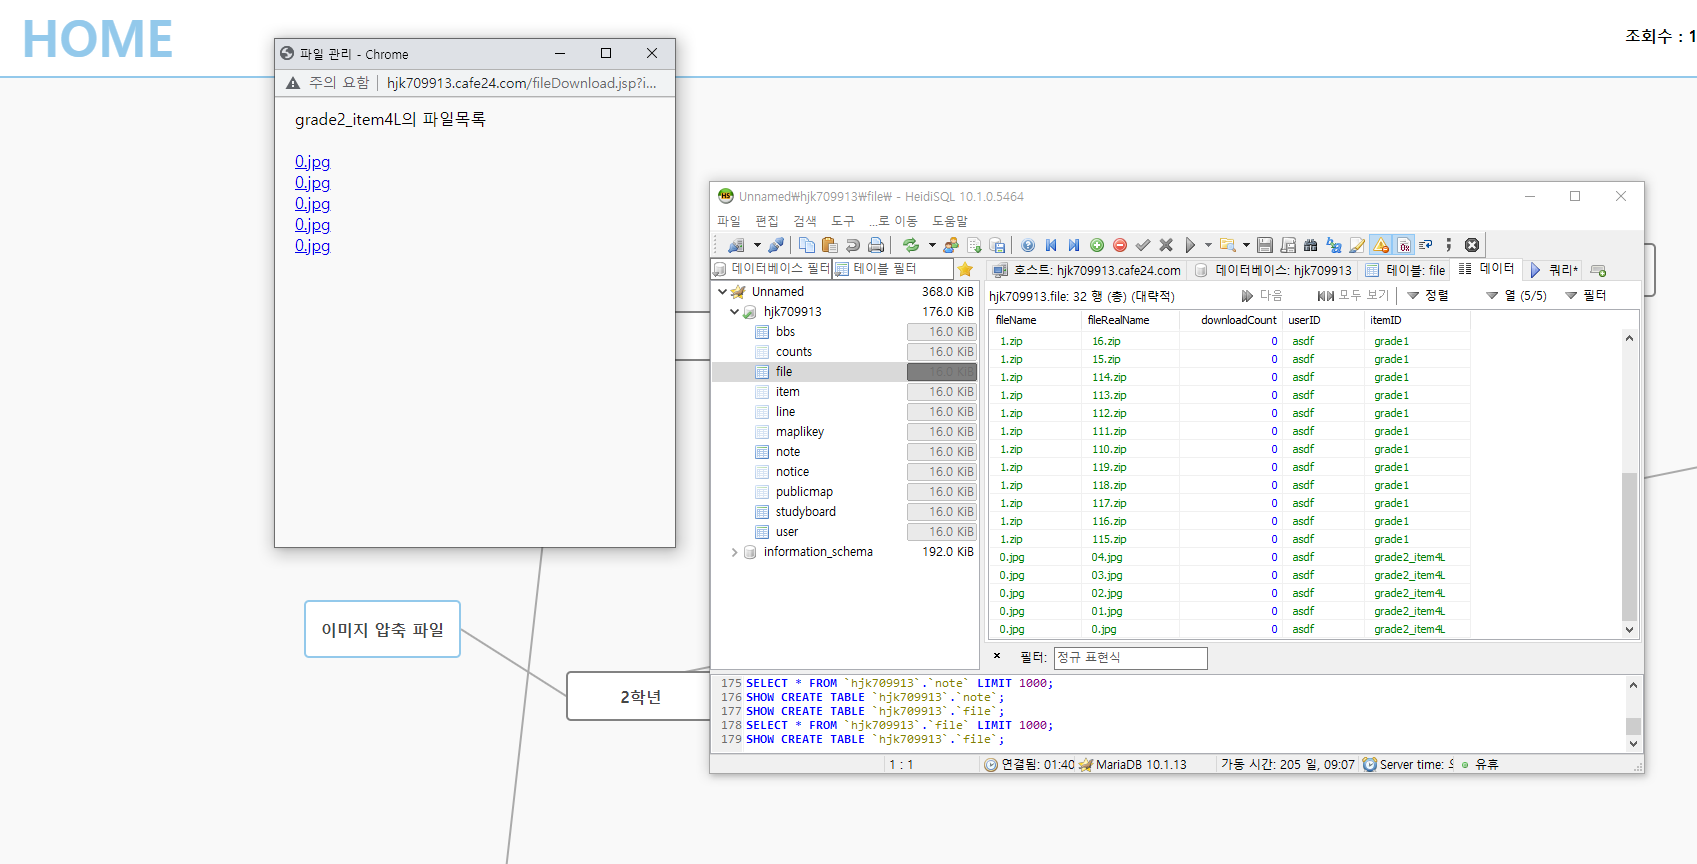 HOME
조회수 : 1
파일 관리 - Chrome
주의 요함 | hjk709913.cafe24.com/fileDownload.jsp?i...
grade2_item4L의 파일목록
0.jpg
0.jpg
0.jpg
0.jpg
0.jpg
이미지 압축 파일
2학년
Unnamed₩hjk709913₩file₩ - HeidiSQL 10.1.0.5464
파일 편집 검색 도구 ...로 이동 도움말
데이터베이스 필터 테이블 필터
Unnamed 368.0 KiB
hjk709913 176.0 KiB
bbs 16.0 KiB
counts 16.0 KiB
file 16.0 KiB
item 16.0 KiB
line 16.0 KiB
maplikey 16.0 KiB
note 16.0 KiB
notice 16.0 KiB
publicmap 16.0 KiB
studyboard 16.0 KiB
user 16.0 KiB
information_schema 192.0 KiB
호스트: hjk709913.cafe24.com 데이터베이스: hjk709913 테이블: file 데이터 쿼리*
hjk709913.file: 32 행 (총) (대략적) 다음 모두 보기 정렬 열 (5/5) 필터
fileName fileRealName downloadCount userID itemID
1.zip 16.zip 0 asdf grade1
1.zip 15.zip 0 asdf grade1
1.zip 114.zip 0 asdf grade1
1.zip 113.zip 0 asdf grade1
1.zip 112.zip 0 asdf grade1
1.zip 111.zip 0 asdf grade1
1.zip 110.zip 0 asdf grade1
1.zip 119.zip 0 asdf grade1
1.zip 118.zip 0 asdf grade1
1.zip 117.zip 0 asdf grade1
1.zip 116.zip 0 asdf grade1
1.zip 115.zip 0 asdf grade1
0.jpg 04.jpg 0 asdf grade2_item4L
0.jpg 03.jpg 0 asdf grade2_item4L
0.jpg 02.jpg 0 asdf grade2_item4L
0.jpg 01.jpg 0 asdf grade2_item4L
0.jpg 0.jpg 0 asdf grade2_item4L
× 필터: 정규 표현식
175 SELECT * FROM `hjk709913`.`note` LIMIT 1000;
176 SHOW CREATE TABLE `hjk709913`.`note`;
177 SHOW CREATE TABLE `hjk709913`.`file`;
178 SELECT * FROM `hjk709913`.`file` LIMIT 1000;
179 SHOW CREATE TABLE `hjk709913`.`file`;
1 : 1 연결됨: 01:40 MariaDB 10.1.13 가동 시간: 205 일, 09:07 Server time: 유휴